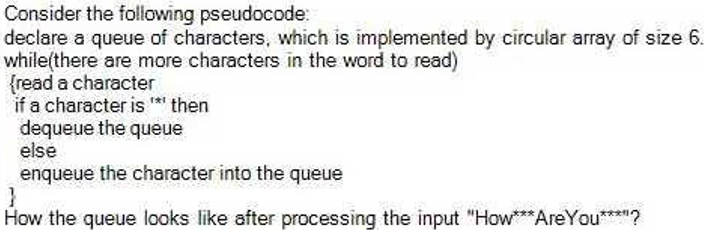 Consider the following pseudocode:
declare a queue of characters, which is implemented by circular array of size 6.
while(there are more characters in the word to read)
{read a character
if a character is '*' then
dequeue the queue
else
enqueue the character into the queue
}
How the queue looks like after processing the input "How***AreYou***"?